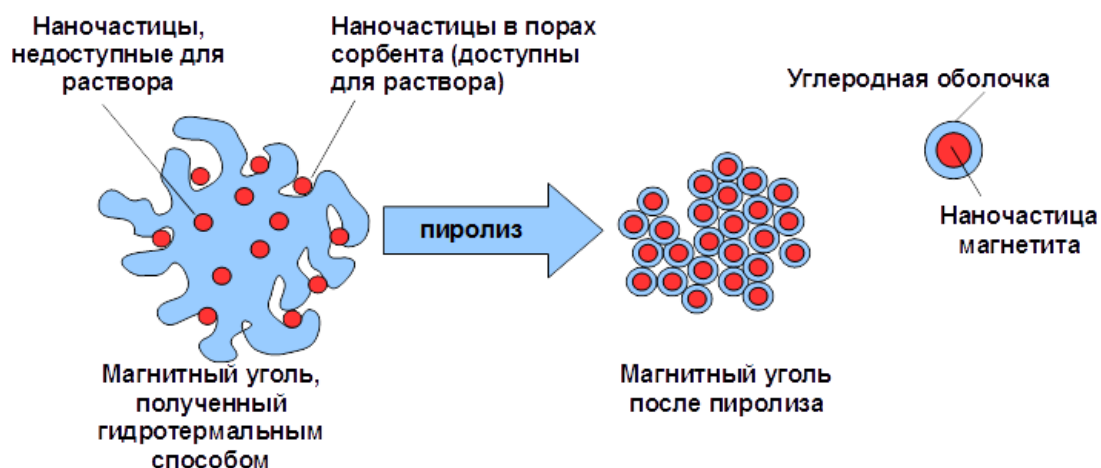 Наночастицы,
недоступные для
раствора
Наночастицы в порах
сорбента (доступны
для раствора)
Углеродная оболочка
пиролиз
Наночастица
магнетита
Магнитный уголь,
полученный
гидротермальным
способом
Магнитный уголь
после пиролиза